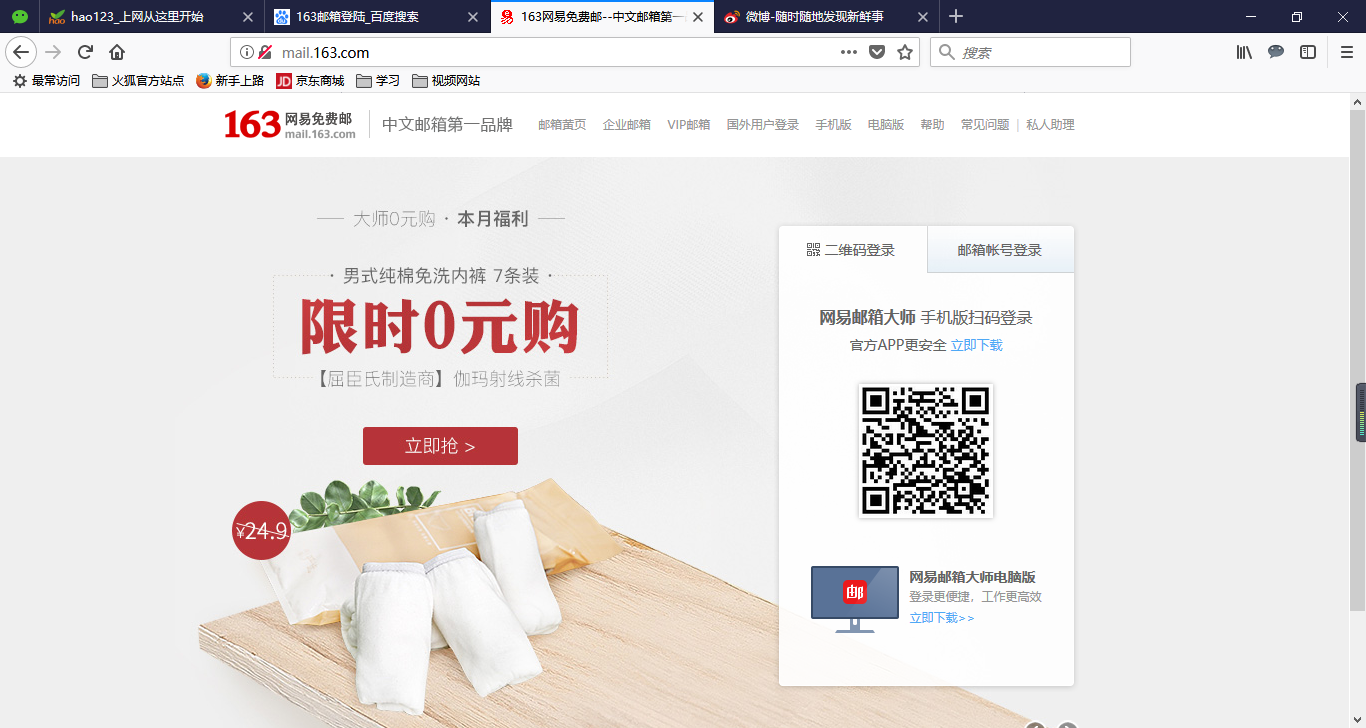 hao123_上网从这里开始
163邮箱登陆_百度搜索
163网易免费邮--中文邮箱第一
微博-随时随地发现新鲜事
mail.163.com
搜索
最常访问
火狐官方站点
新手上路
JD 京东商城
学习
视频网站
163 网易免费邮
mail.163.com
中文邮箱第一品牌
邮箱黄页
企业邮箱
VIP邮箱
国外用户登录
手机版
电脑版
帮助
常见问题
私人助理
大师0元购 · 本月福利
· 男式纯棉免洗内裤 7条装 ·
限时0元购
【屈臣氏制造商】伽玛射线杀菌
立即抢 >
¥24.9
二维码登录
邮箱帐号登录
网易邮箱大师 手机版扫码登录
官方APP更安全 立即下载
邮
网易邮箱大师电脑版
登录更便捷，工作更高效
立即下载>>